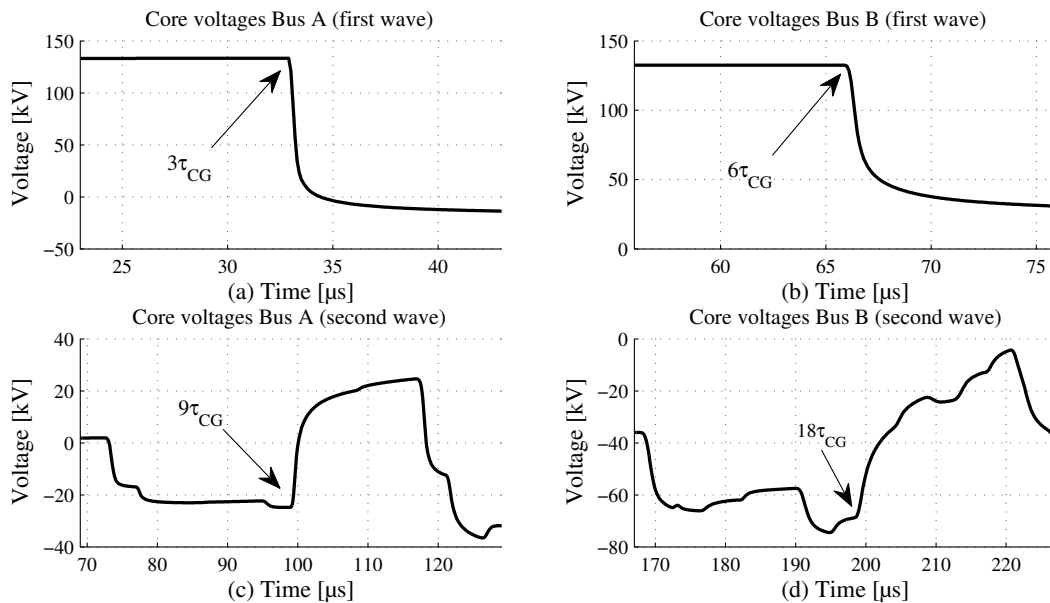 Core voltages Bus A (first wave)
Voltage [kV]
150
100
50
0
−50
3τCG
25
30
35
40
(a) Time [µs]
Core voltages Bus B (first wave)
Voltage [kV]
150
100
50
0
6τCG
60
65
70
75
(b) Time [µs]
Core voltages Bus A (second wave)
Voltage [kV]
40
20
0
−20
−40
9τCG
70
80
90
100
110
120
(c) Time [µs]
Core voltages Bus B (second wave)
Voltage [kV]
0
−20
−40
−60
−80
18τCG
170
180
190
200
210
220
(d) Time [µs]